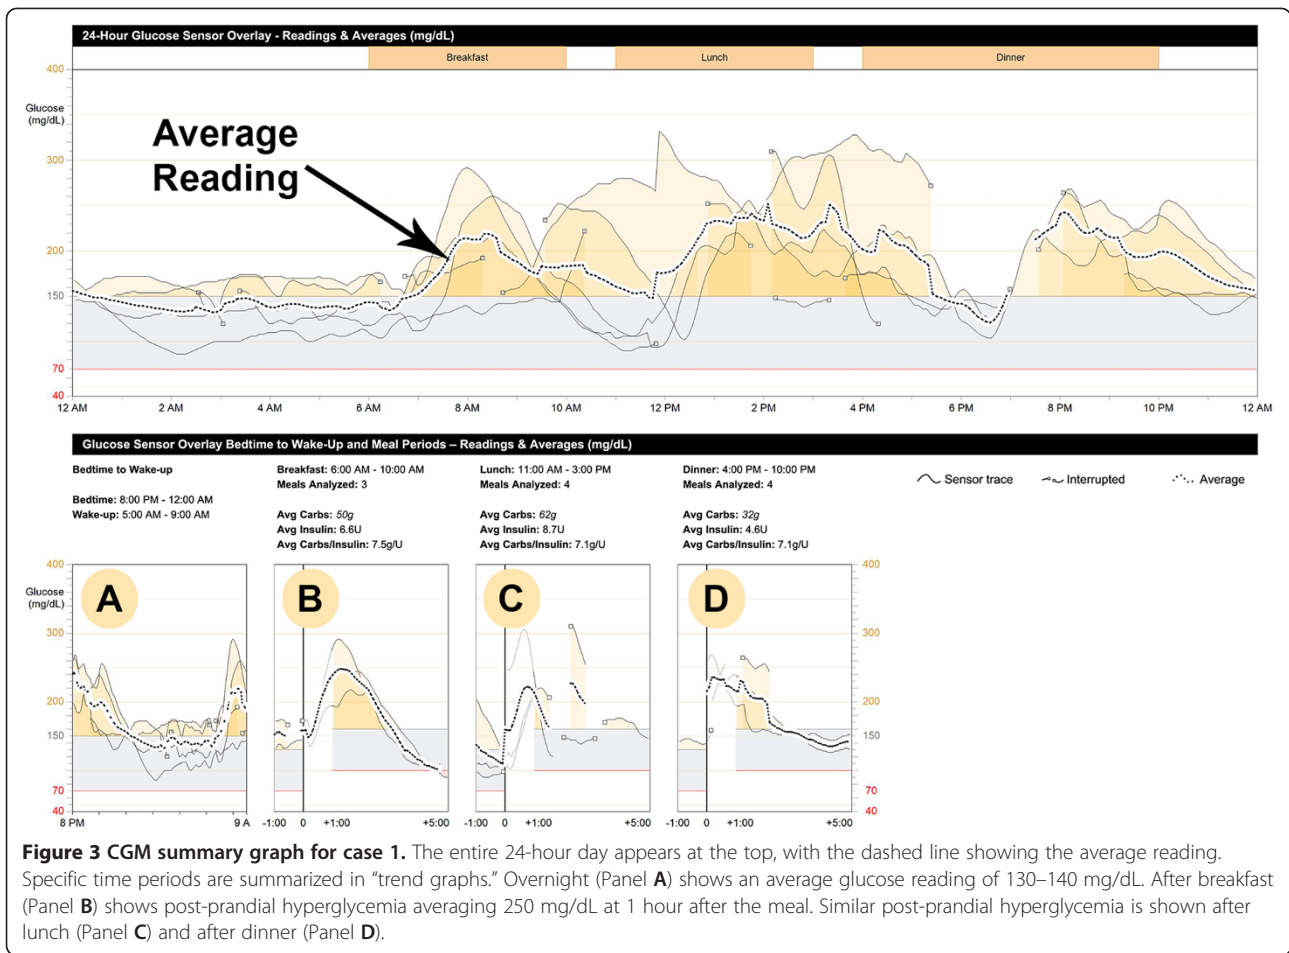 24-Hour Glucose Sensor Overlay - Readings & Averages (mg/dL)
Breakfast Lunch Dinner
400
Glucose
(mg/dL)
300
200
150
70
40
Average
Reading
12 AM 2 AM 4 AM 6 AM 8 AM 10 AM 12 PM 2 PM 4 PM 6 PM 8 PM 10 PM 12 AM
Glucose Sensor Overlay Bedtime to Wake-Up and Meal Periods – Readings & Averages (mg/dL)
Bedtime to Wake-up
Bedtime: 8:00 PM - 12:00 AM
Wake-up: 5:00 AM - 9:00 AM
Breakfast: 6:00 AM - 10:00 AM
Meals Analyzed: 3
Avg Carbs: 50g
Avg Insulin: 6.6U
Avg Carbs/Insulin: 7.5g/U
Lunch: 11:00 AM - 3:00 PM
Meals Analyzed: 4
Avg Carbs: 62g
Avg Insulin: 8.7U
Avg Carbs/Insulin: 7.1g/U
Dinner: 4:00 PM - 10:00 PM
Meals Analyzed: 4
Avg Carbs: 32g
Avg Insulin: 4.6U
Avg Carbs/Insulin: 7.1g/U
Sensor trace Interrupted Average
400
Glucose
(mg/dL)
300
200
150
70
40
A
B
C
D
400
300
200
150
70
40
8 PM 9 A
-1:00 0 +1:00 +5:00
-1:00 0 +1:00 +5:00
-1:00 0 +1:00 +5:00
Figure 3 CGM summary graph for case 1. The entire 24-hour day appears at the top, with the dashed line showing the average reading.
Specific time periods are summarized in “trend graphs.” Overnight (Panel A) shows an average glucose reading of 130–140 mg/dL. After breakfast
(Panel B) shows post-prandial hyperglycemia averaging 250 mg/dL at 1 hour after the meal. Similar post-prandial hyperglycemia is shown after
lunch (Panel C) and after dinner (Panel D).